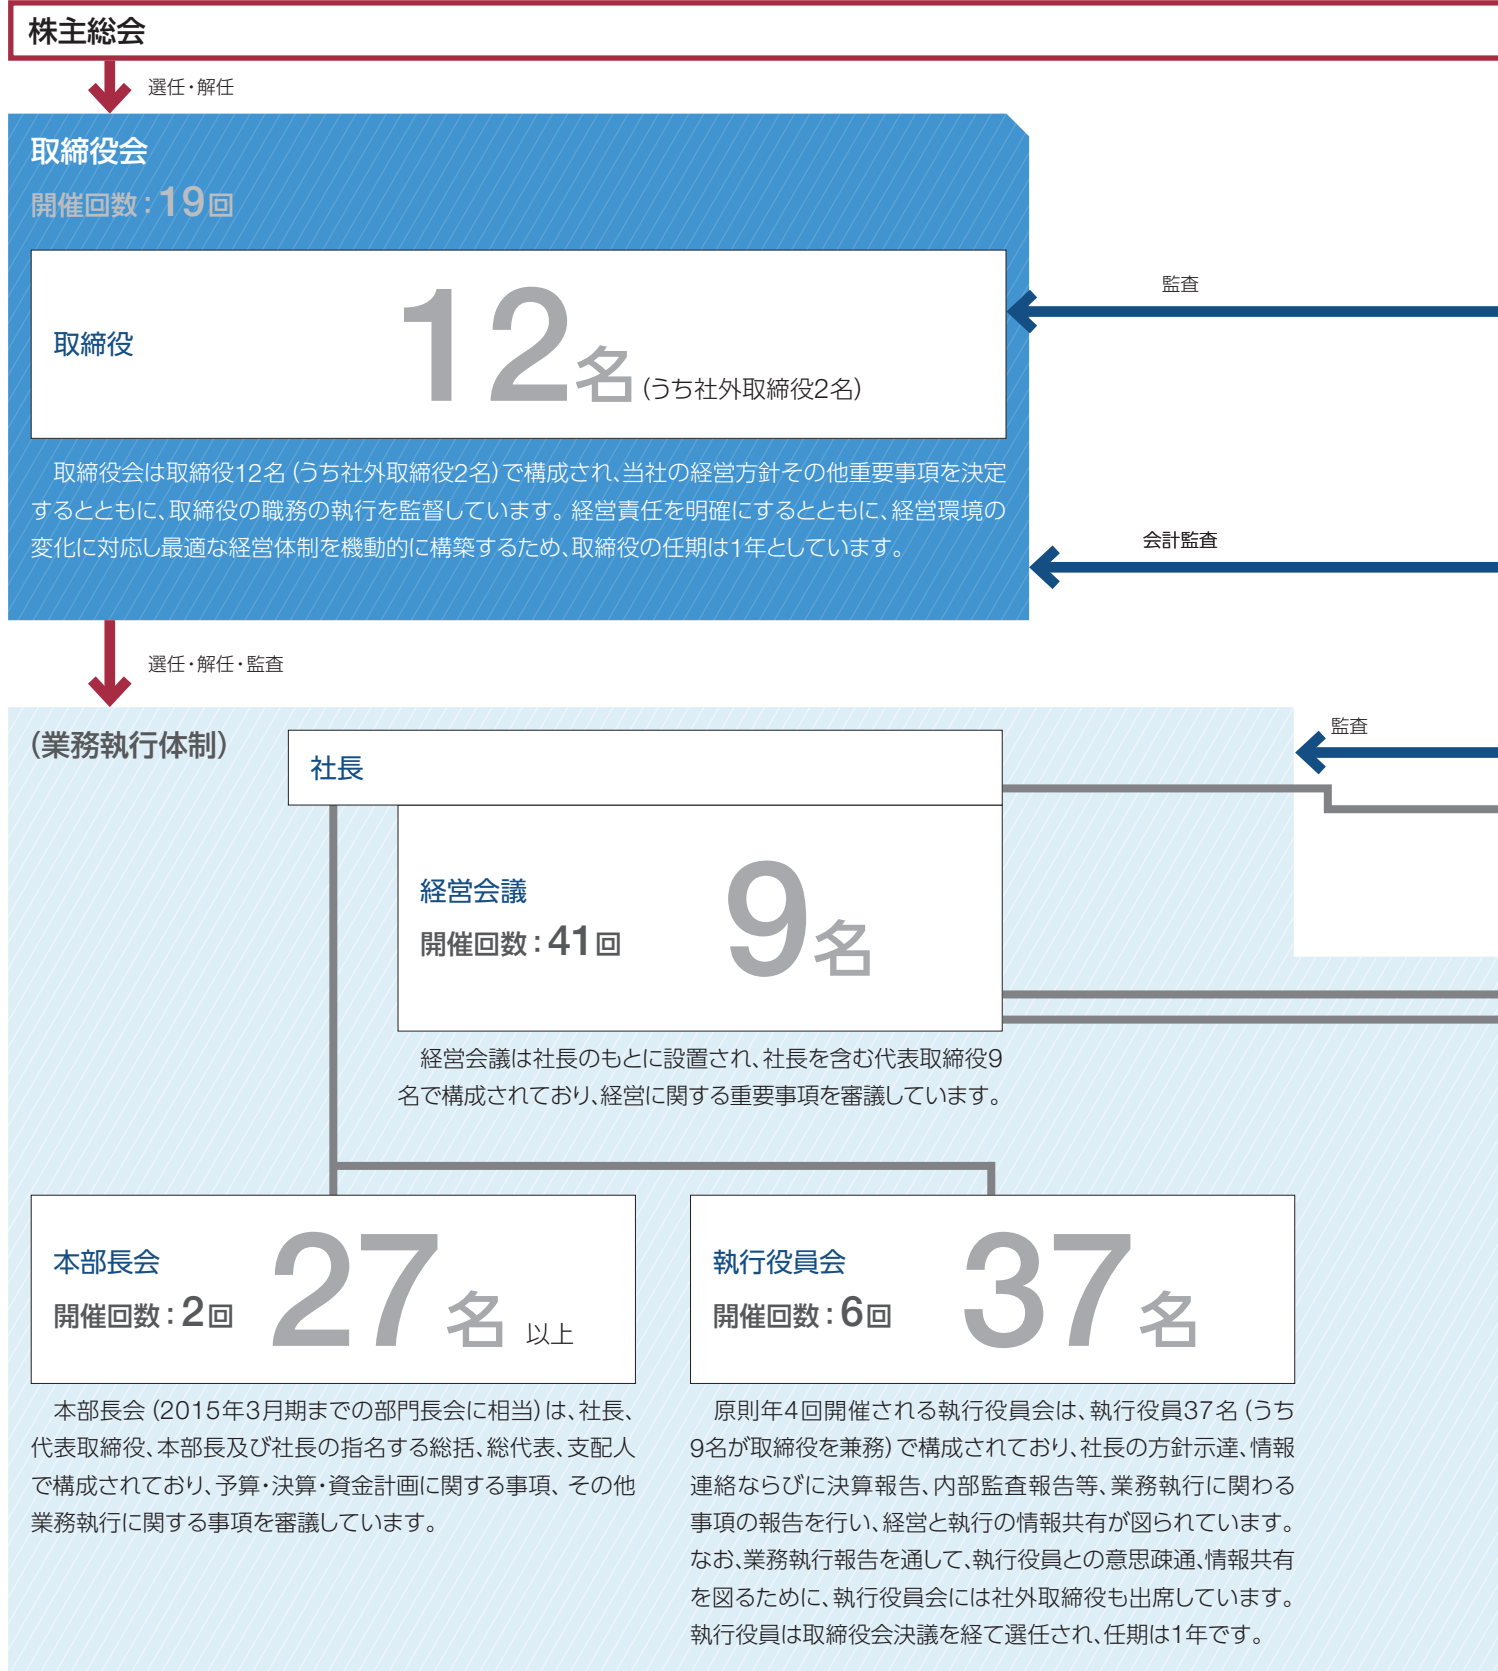 株主総会
選任・解任
取締役会
開催回数：19回
取締役
12名（うち社外取締役2名）
監査
取締役会は取締役12名（うち社外取締役2名）で構成され、当社の経営方針その他重要事項を決定
するとともに、取締役の職務の執行を監督しています。経営責任を明確にするとともに、経営環境の
変化に対応し最適な経営体制を機動的に構築するため、取締役の任期は1年としています。
会計監査
選任・解任・監査
（業務執行体制）
社長
監査
経営会議
開催回数：41回
9名
経営会議は社長のもとに設置され、社長を含む代表取締役9
名で構成されており、経営に関する重要事項を審議しています。
本部長会
開催回数：2回
27名 以上
本部長会（2015年3月期までの部門長会に相当）は、社長、
代表取締役、本部長及び社長の指名する総括、総代表、支配人
で構成されており、予算・決算・資金計画に関する事項、その他
業務執行に関する事項を審議しています。
執行役員会
開催回数：6回
37名
原則年4回開催される執行役員会は、執行役員37名（うち
9名が取締役を兼務）で構成されており、社長の方針示達、情報
連絡ならびに決算報告、内部監査報告等、業務執行に関わる
事項の報告を行い、経営と執行の情報共有が図られています。
なお、業務執行報告を通して、執行役員との意思疎通、情報共有
を図るために、執行役員会には社外取締役も出席しています。
執行役員は取締役会決議を経て選任され、任期は1年です。